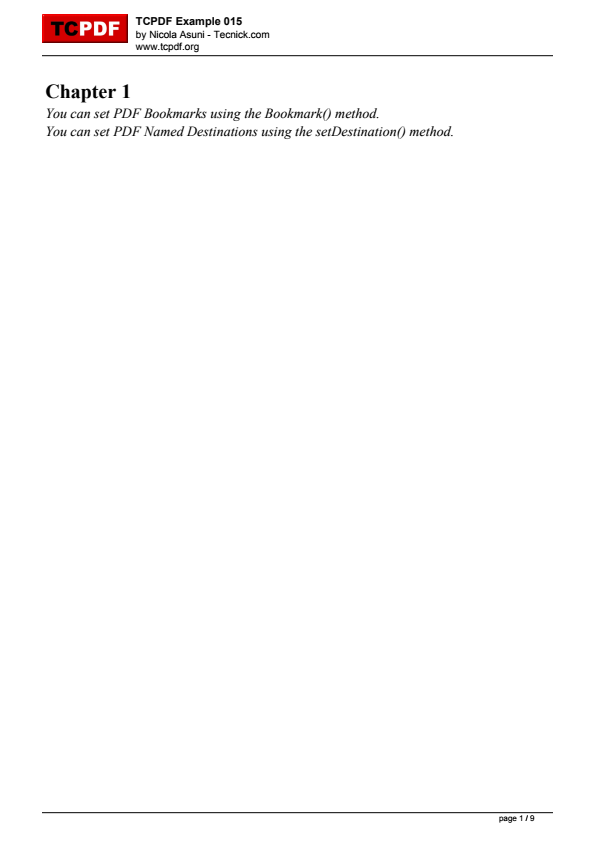 TCPDF
TCPDF Example 015
by Nicola Asuni - Tecnick.com
www.tcpdf.org
Chapter 1
You can set PDF Bookmarks using the Bookmark() method.
You can set PDF Named Destinations using the setDestination() method.
page 1 / 9